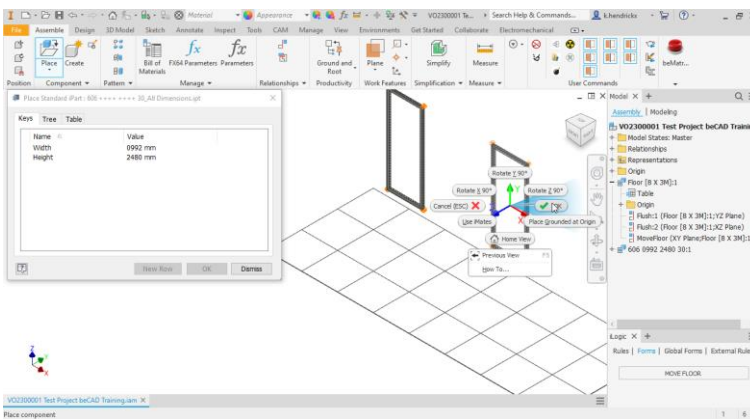 Material
Appearance
VO2300001 Te...
Search Help & Commands...
k.hendricks
File Assemble Design 3D Model Sketch Annotate Inspect Tools CAM Manage View Environments Get Started Collaborate Electromechanical
Place
Create
Bill of Materials
FX64 Parameters
Parameters
Ground and Root
Plane
Simplify
Measure
beMatr...
Position Component Pattern Manage Relationships Productivity Work Features Simplification Measure User Commands
Place Standard iPart : 606 ******** 30_All Dimensions.ipt
Keys Tree Table
Name Value
Width 0992 mm
Height 2480 mm
New Row OK Dismiss
Rotate Y 90°
Rotate X 90°
Rotate Z 90°
Cancel (ESC)
OK
Use iMates
Place Grounded at Origin
Home View
Previous View F5
How To...
Model
Assembly | Modeling
VO2300001 Test Project beCAD Traini
Model States: Master
Relationships
Representations
Origin
Floor [8 X 3M]:1
Table
Origin
Flush:1 (Floor [8 X 3M]:1;YZ Plane)
Flush:2 (Floor [8 X 3M]:1;XZ Plane)
MoveFloor (XY Plane;Floor [8 X 3M]:1
606 0992 2480 30:1
iLogic
Rules | Forms | Global Forms | External Rule
MOVE FLOOR
VO2300001 Test Project beCAD Training.iam
Place component
1 6